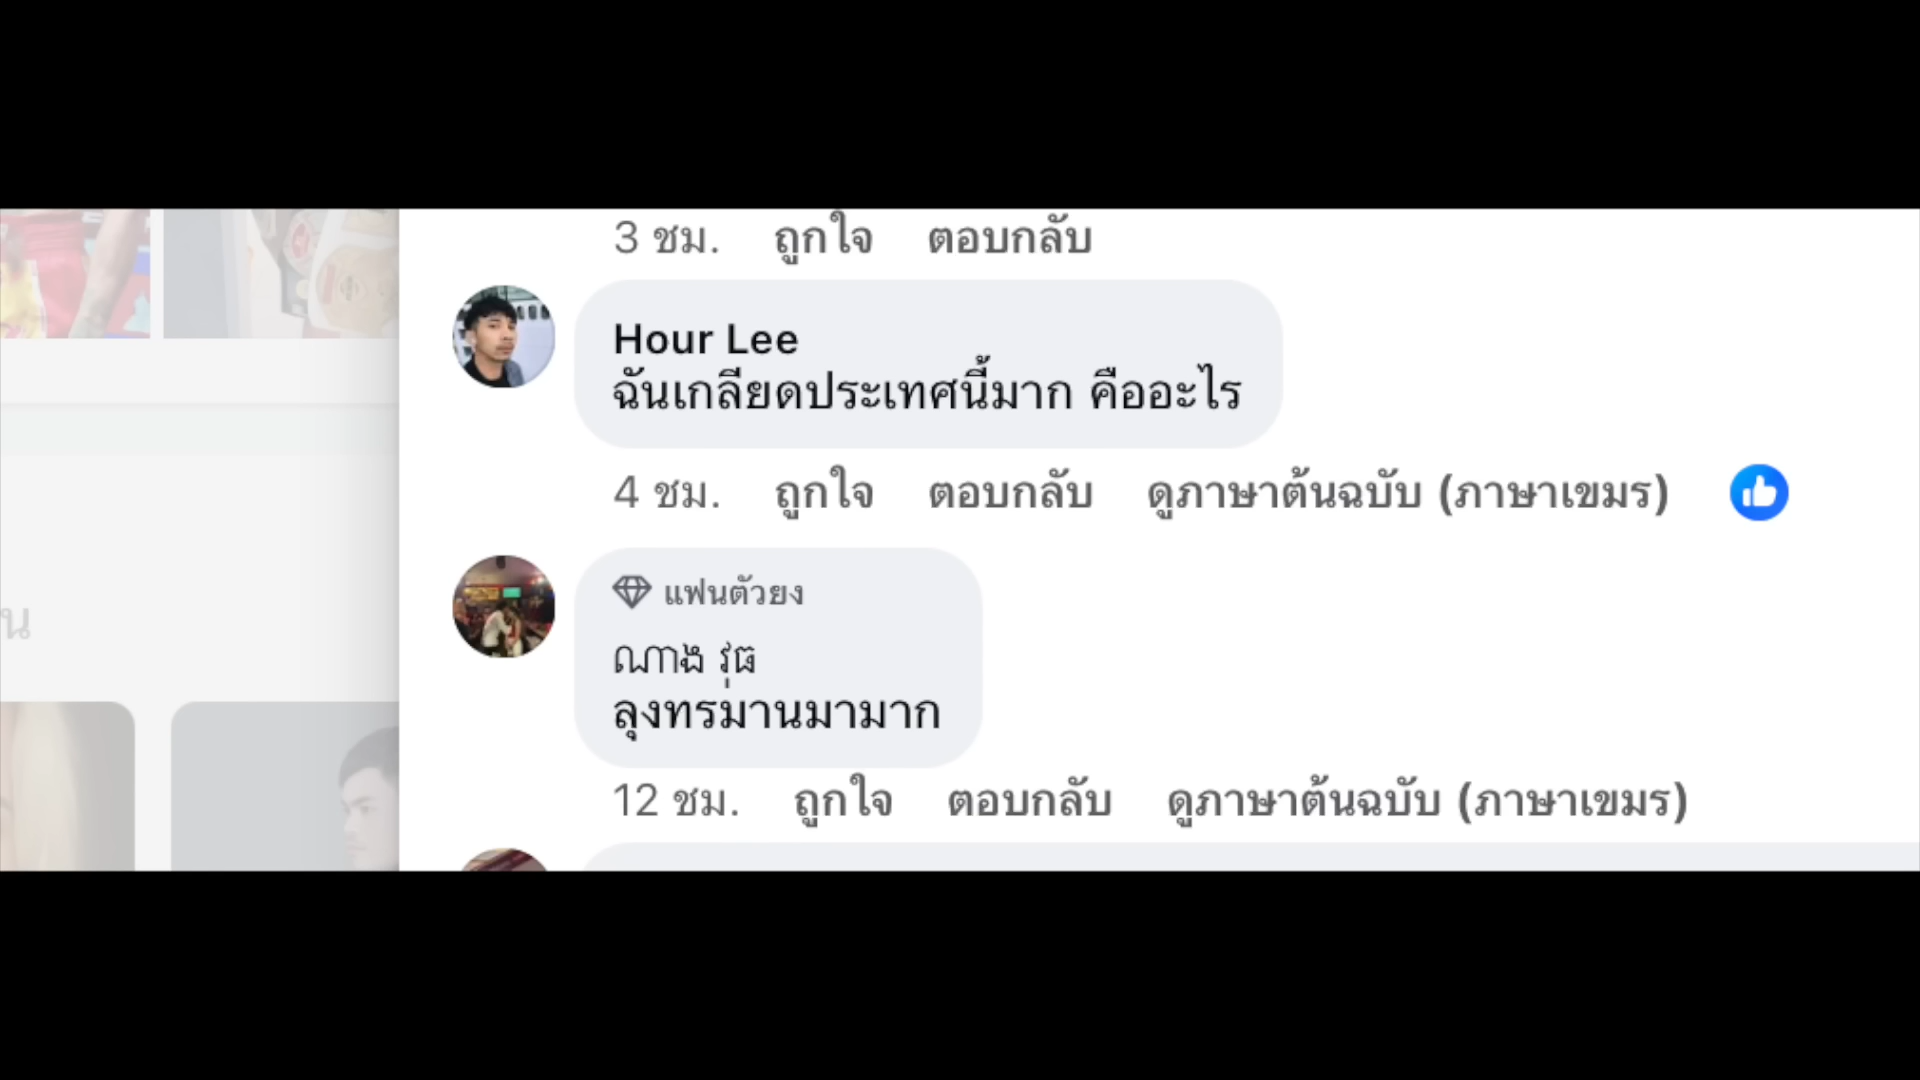 3 ชม. ถูกใจ ตอบกลับ
Hour Lee
ฉันเกลียดประเทศนี้มาก คืออะไร
4 ชม. ถูกใจ ตอบกลับ ดูภาษาต้นฉบับ (ภาษาเขมร)
น
แฟนตัวยง
ลุงทรม่านมามาก
12 ชม. ถูกใจ ตอบกลับ ดูภาษาต้นฉบับ (ภาษาเขมร)